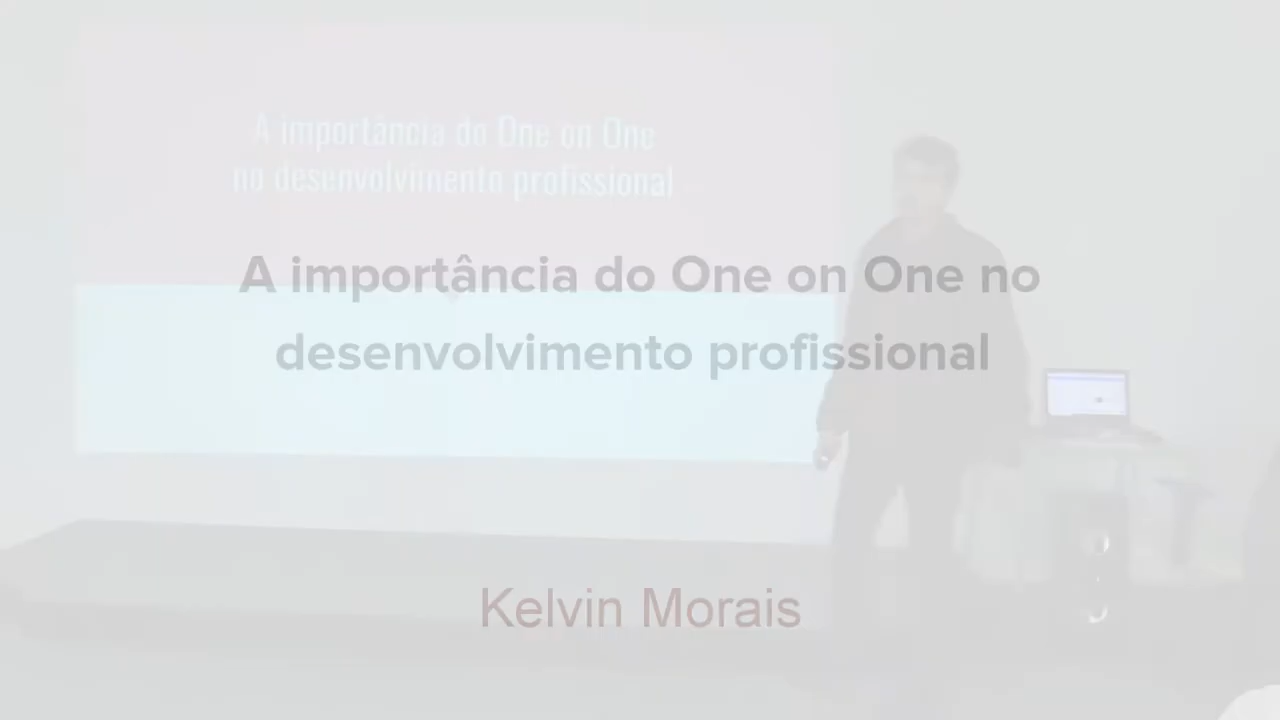 A importância do One on One
no desenvolvimento profissional
A importância do One on One no
desenvolvimento profissional
Kelvin Morais